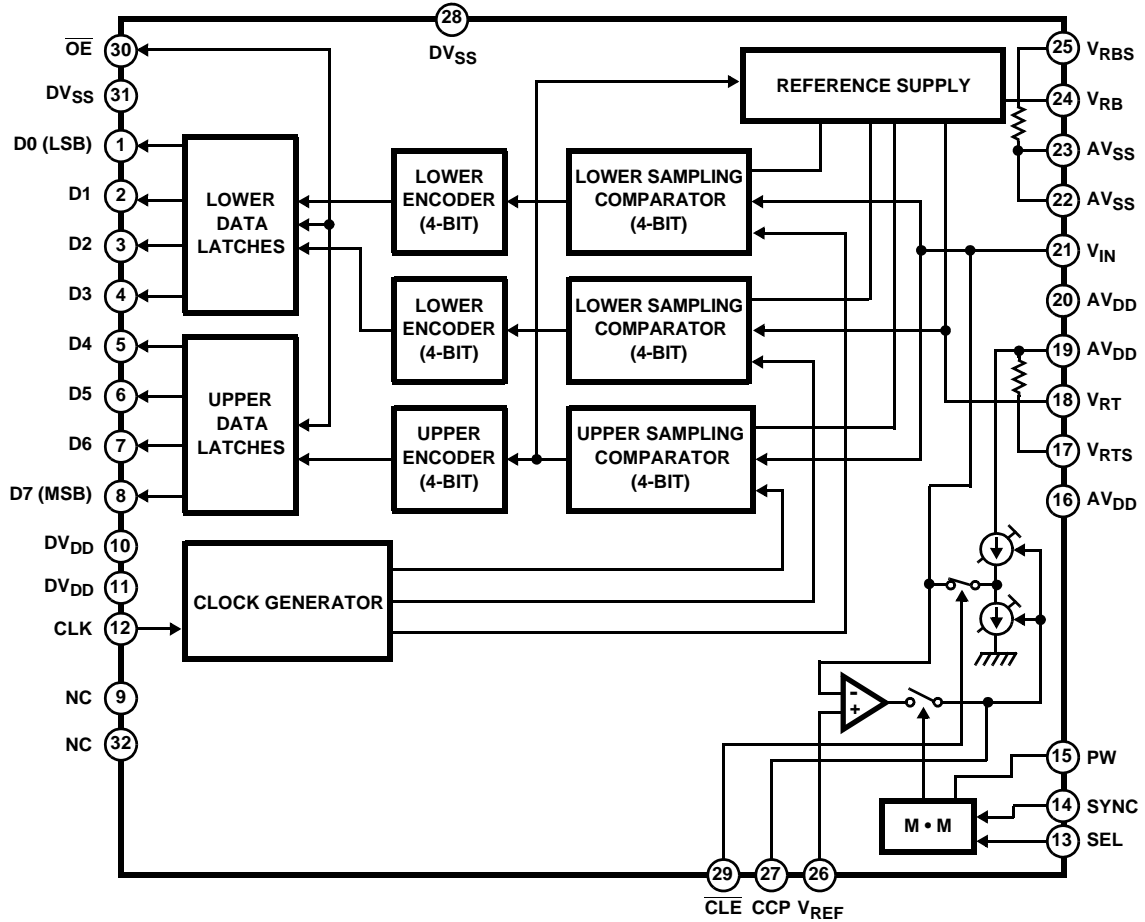 28
DVSS
OE 30
DVSS 31
D0 (LSB) 1
D1 2
D2 3
D3 4
D4 5
D5 6
D6 7
D7 (MSB) 8
DVDD 10
DVDD 11
CLK 12
NC 9
NC 32
LOWER
DATA
LATCHES
UPPER
DATA
LATCHES
CLOCK GENERATOR
LOWER
ENCODER
(4-BIT)
LOWER
ENCODER
(4-BIT)
UPPER
ENCODER
(4-BIT)
LOWER SAMPLING
COMPARATOR
(4-BIT)
LOWER SAMPLING
COMPARATOR
(4-BIT)
UPPER SAMPLING
COMPARATOR
(4-BIT)
REFERENCE SUPPLY
25 VRBS
24 VRB
23 AVSS
22 AVSS
21 VIN
20 AVDD
19 AVDD
18 VRT
17 VRTS
16 AVDD
-
+
M • M
15 PW
14 SYNC
13 SEL
29 27 26
CLE CCP VREF